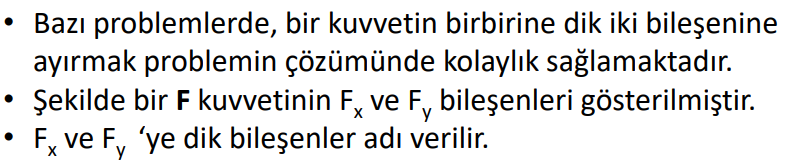 • Bazı problemlerde, bir kuvvetin birbirine dik iki bileşenine
ayırmak problemin çözümünde kolaylık sağlamaktadır.
• Şekilde bir F kuvvetinin Fx ve Fy bileşenleri gösterilmiştir.
• Fx ve Fy ‘ye dik bileşenler adı verilir.